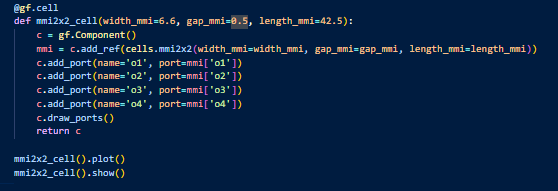 @gf.cell
def mmi2x2_cell(width_mmi=6.6, gap_mmi=0.5, length_mmi=42.5):
    c = gf.Component()
    mmi = c.add_ref(cells.mmi2x2(width_mmi=width_mmi, gap_mmi=gap_mmi, length_mmi=length_mmi))
    c.add_port(name='o1', port=mmi['o1'])
    c.add_port(name='o2', port=mmi['o2'])
    c.add_port(name='o3', port=mmi['o3'])
    c.add_port(name='o4', port=mmi['o4'])
    c.draw_ports()
    return c

mmi2x2_cell().plot()
mmi2x2_cell().show()